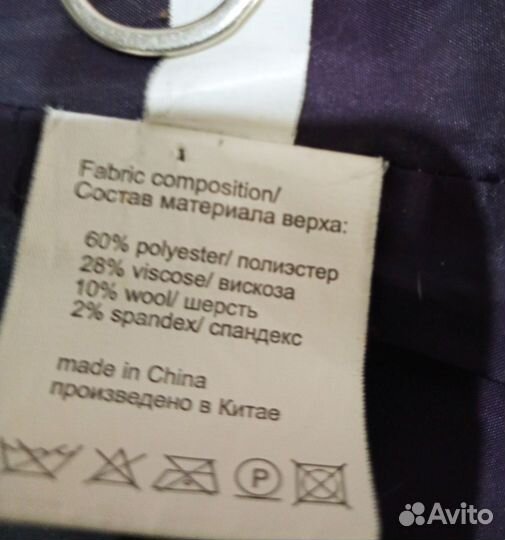 1
Fabric composition/
Состав материала верха:
60% polyester/ полиэстер
28% viscose/ вискоза
10% wool/ шерсть
2% spandex/ спандекс
made in China
произведено в Китае
P
Avito